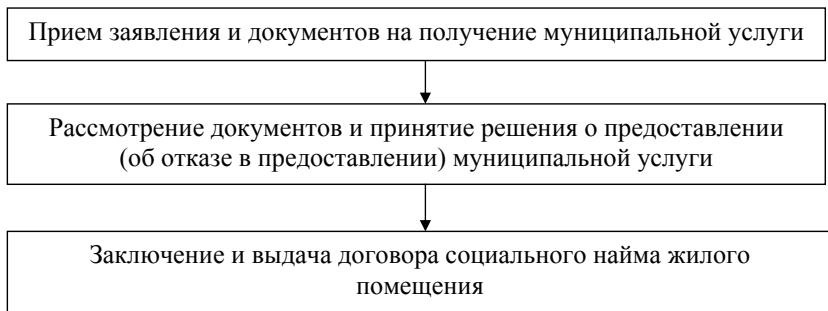 Прием заявления и документов на получение муниципальной услуги
Рассмотрение документов и принятие решения о предоставлении
(об отказе в предоставлении) муниципальной услуги
Заключение и выдача договора социального найма жилого
помещения